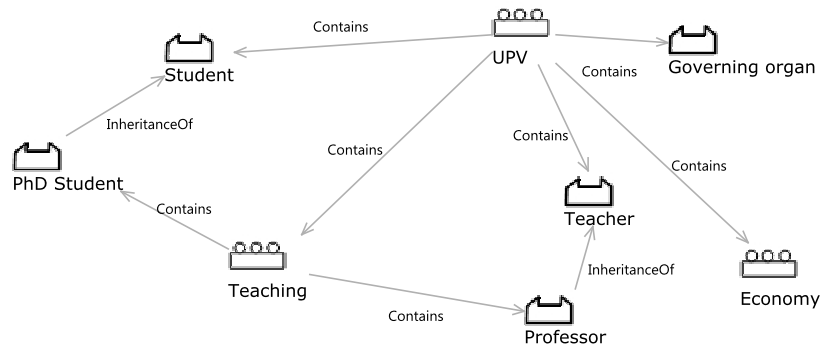 Contains
UPV
Student
Contains
Governing organ
InheritanceOf
Contains
Contains
Contains
PhD Student
Contains
Teacher
InheritanceOf
Teaching
Economy
Contains
Professor